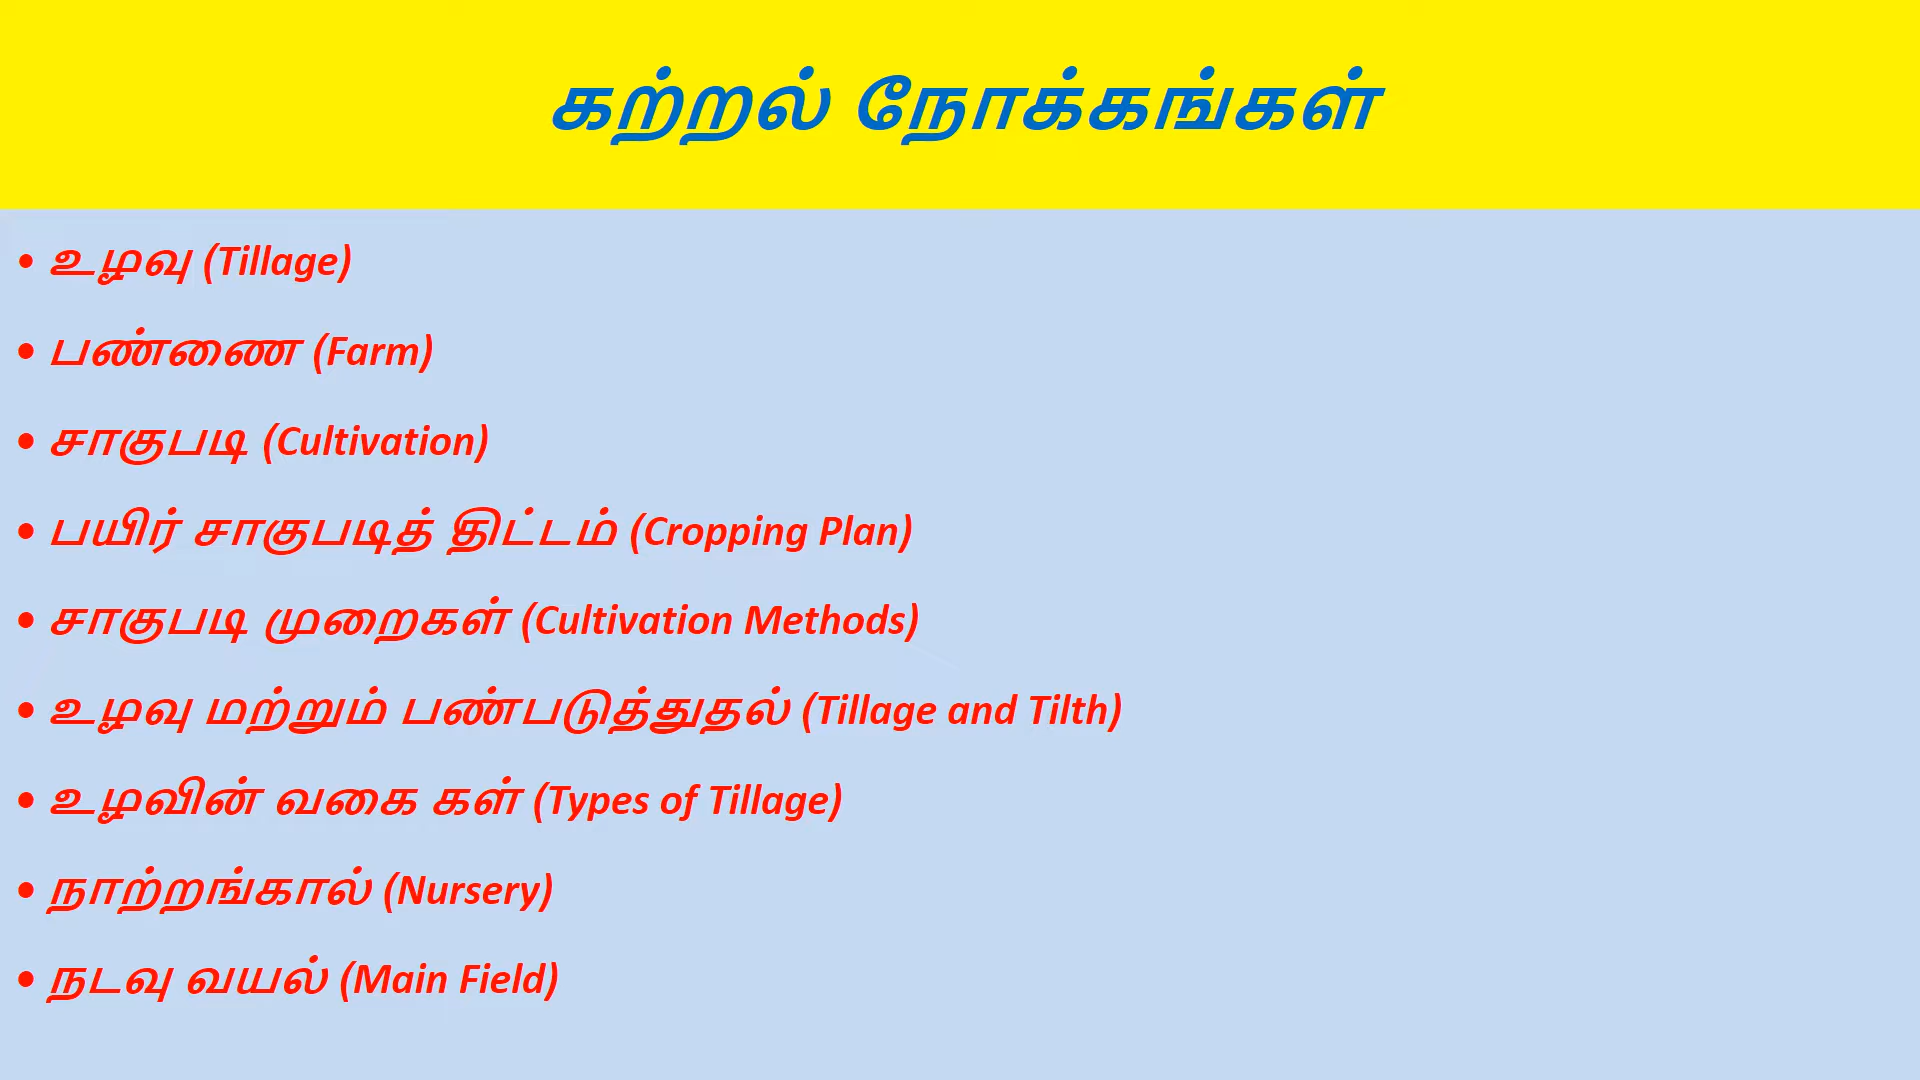 கற்றல் நோக்கங்கள்
• உழவு (Tillage)
• பண்ணை (Farm)
• சாகுபடி (Cultivation)
• பயிர் சாகுபடித் திட்டம் (Cropping Plan)
• சாகுபடி முறைகள் (Cultivation Methods)
• உழவு மற்றும் பண்படுத்துதல் (Tillage and Tilth)
• உழவின் வகை கள் (Types of Tillage)
• நாற்றங்கால் (Nursery)
• நடவு வயல் (Main Field)